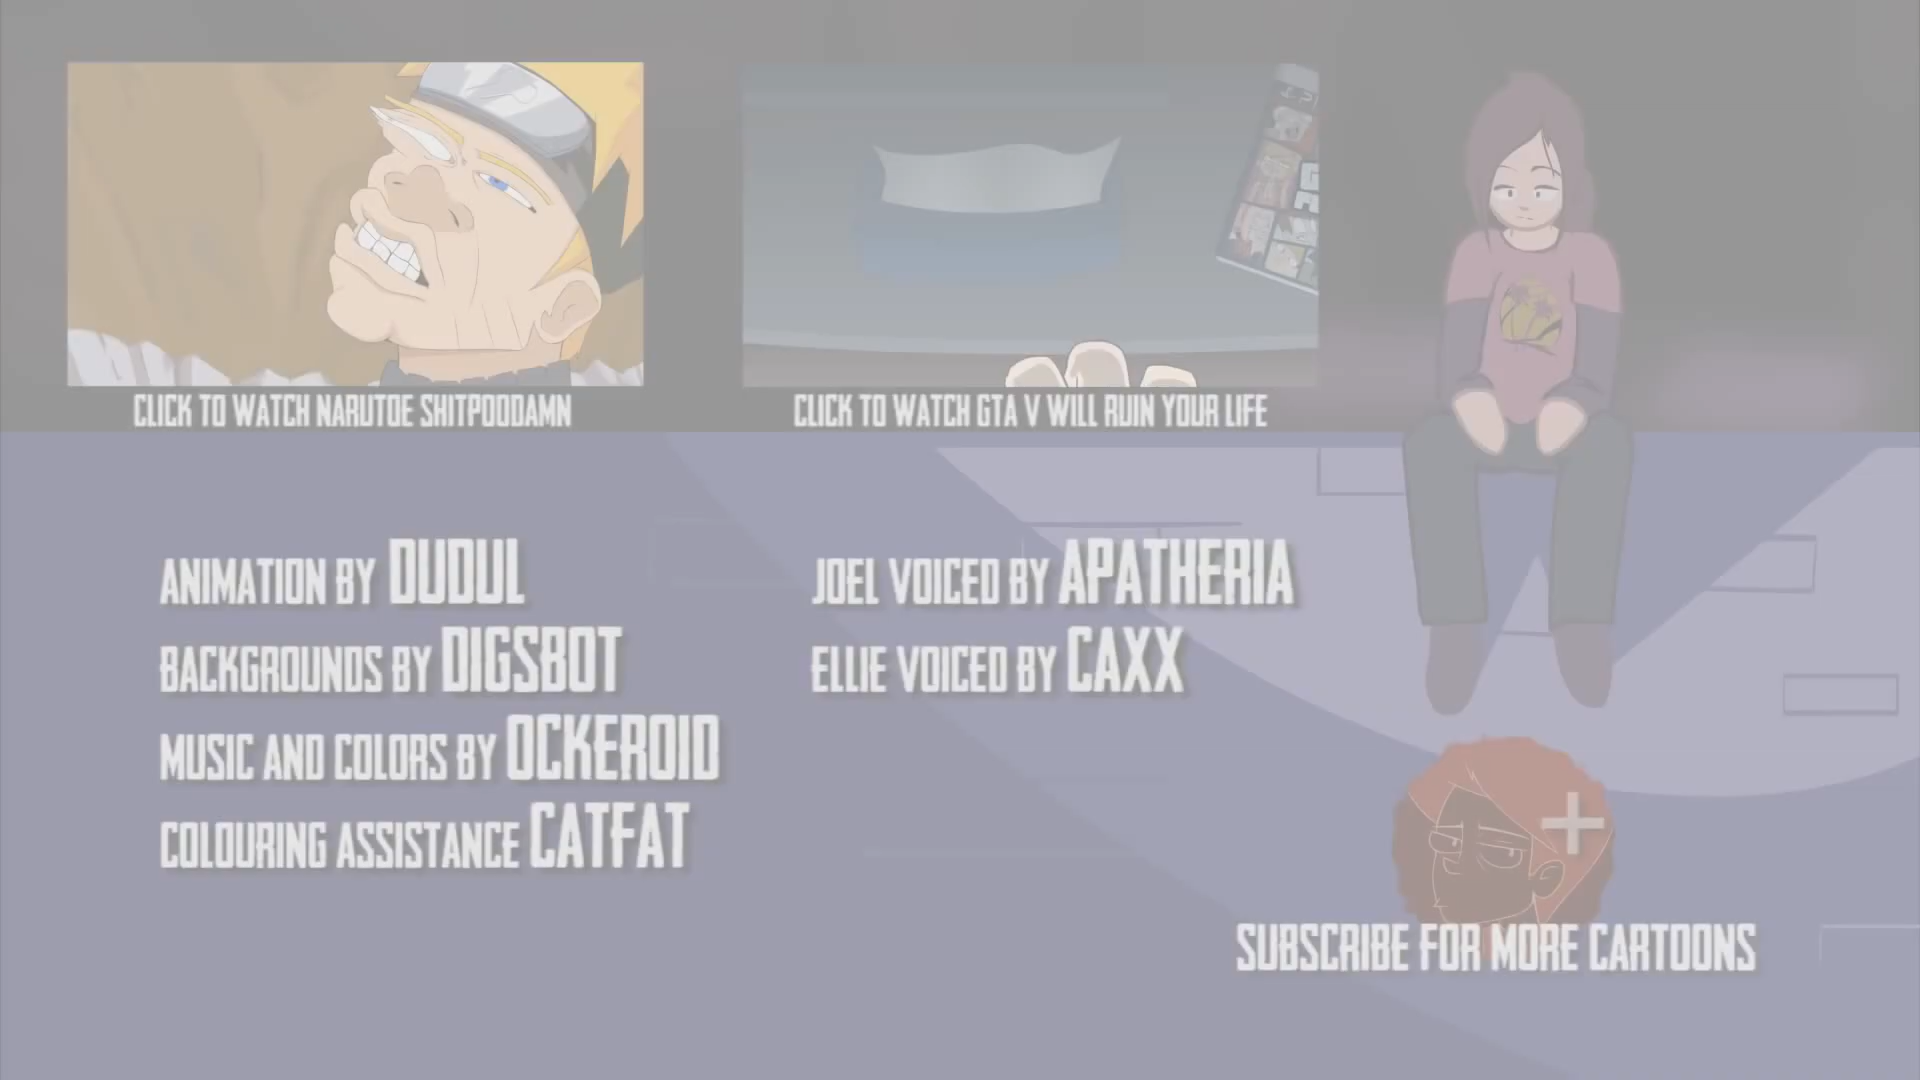 CLICK TO WATCH NARUTOE SHITPOODAMN
CLICK TO WATCH GTA V WILL RUIN YOUR LIFE
ANIMATION BY DUDUL
BACKGROUNDS BY DIGSBOT
MUSIC AND COLORS BY OCKEROID
COLOURING ASSISTANCE CATFAT
JOEL VOICED BY APATHERIA
ELLIE VOICED BY CAXX
SUBSCRIBE FOR MORE CARTOONS